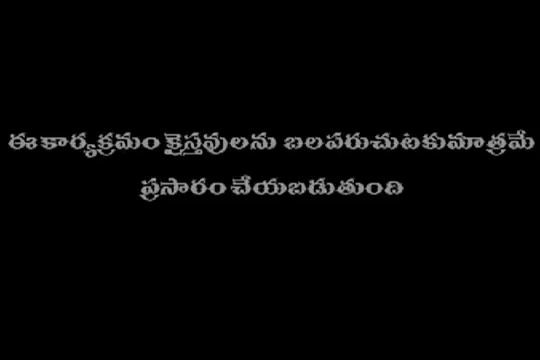 ఈ కార్యక్రమం క్రైస్తవులను బలపరుచుటకుమాత్రమే
ప్రసారం చేయబడుతుంది